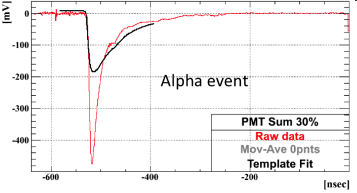 [mV]
0
-100
-200
-300
-400
Alpha event
PMT Sum 30%
Raw data
Mov-Ave 0pnts
Template Fit
-600
-400
-200
0
[nsec]